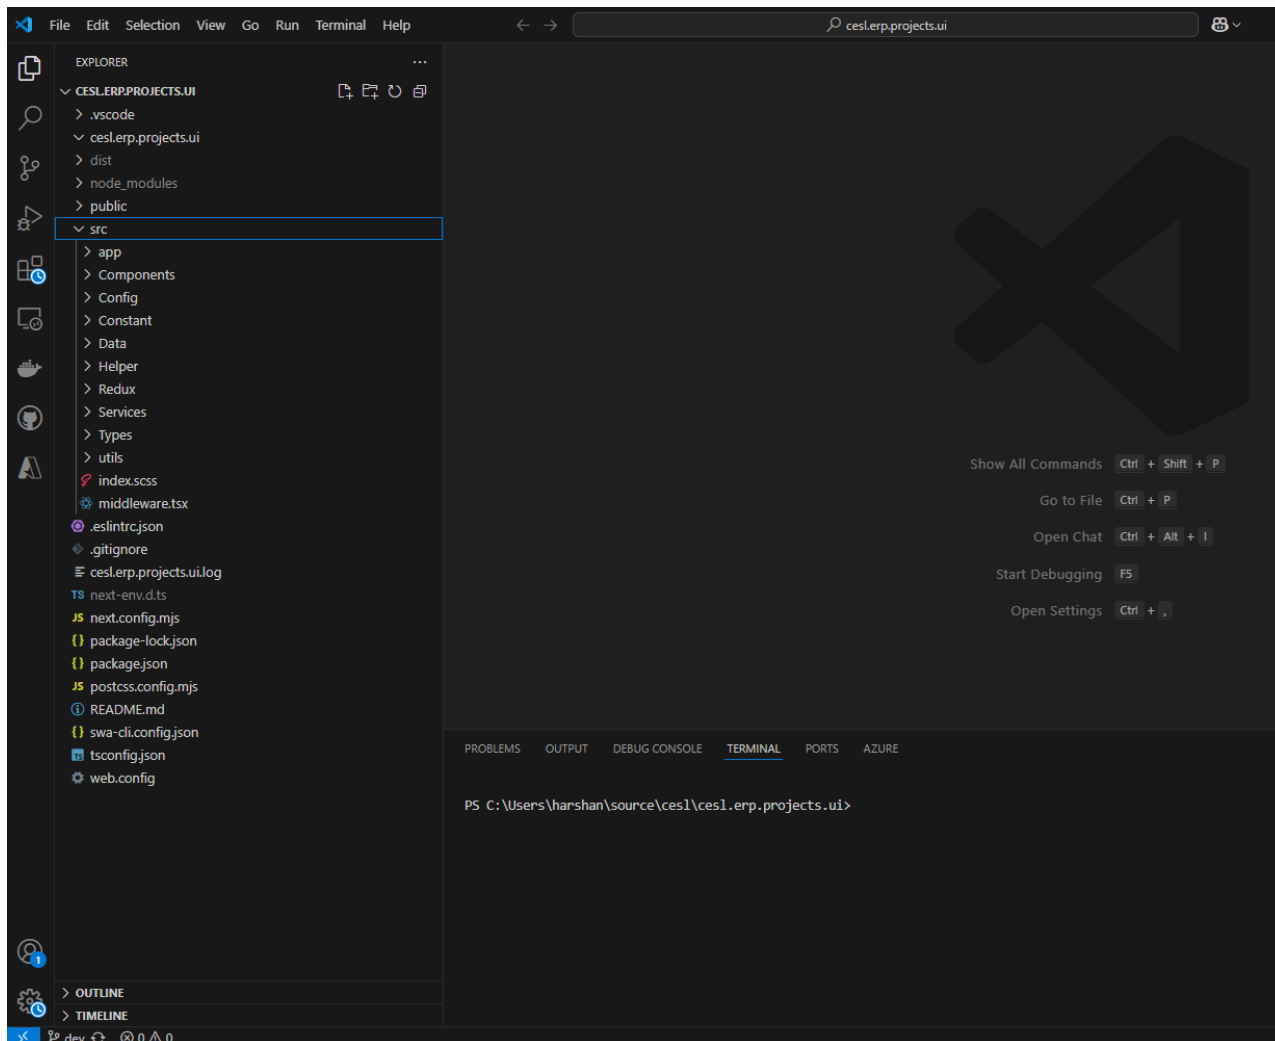 File Edit Selection View Go Run Terminal Help
cesl.erp.projects.ui
EXPLORER
CESL.ERP.PROJECTS.UI
.vscode
cesl.erp.projects.ui
dist
node_modules
public
src
app
Components
Config
Constant
Data
Helper
Redux
Services
Types
utils
index.scss
middleware.tsx
.eslintrc.json
.gitignore
cesl.erp.projects.ui.log
TS next-env.d.ts
JS next.config.mjs
{} package-lock.json
{} package.json
JS postcss.config.mjs
README.md
{} swa-cli.config.json
TS tsconfig.json
web.config
Show All Commands Ctrl + Shift + P
Go to File Ctrl + P
Open Chat Ctrl + Alt + I
Start Debugging F5
Open Settings Ctrl + ,
PROBLEMS OUTPUT DEBUG CONSOLE TERMINAL PORTS AZURE
PS C:\Users\harshan\source\cesl\cesl.erp.projects.ui>
1
OUTLINE
TIMELINE
dev 0 0